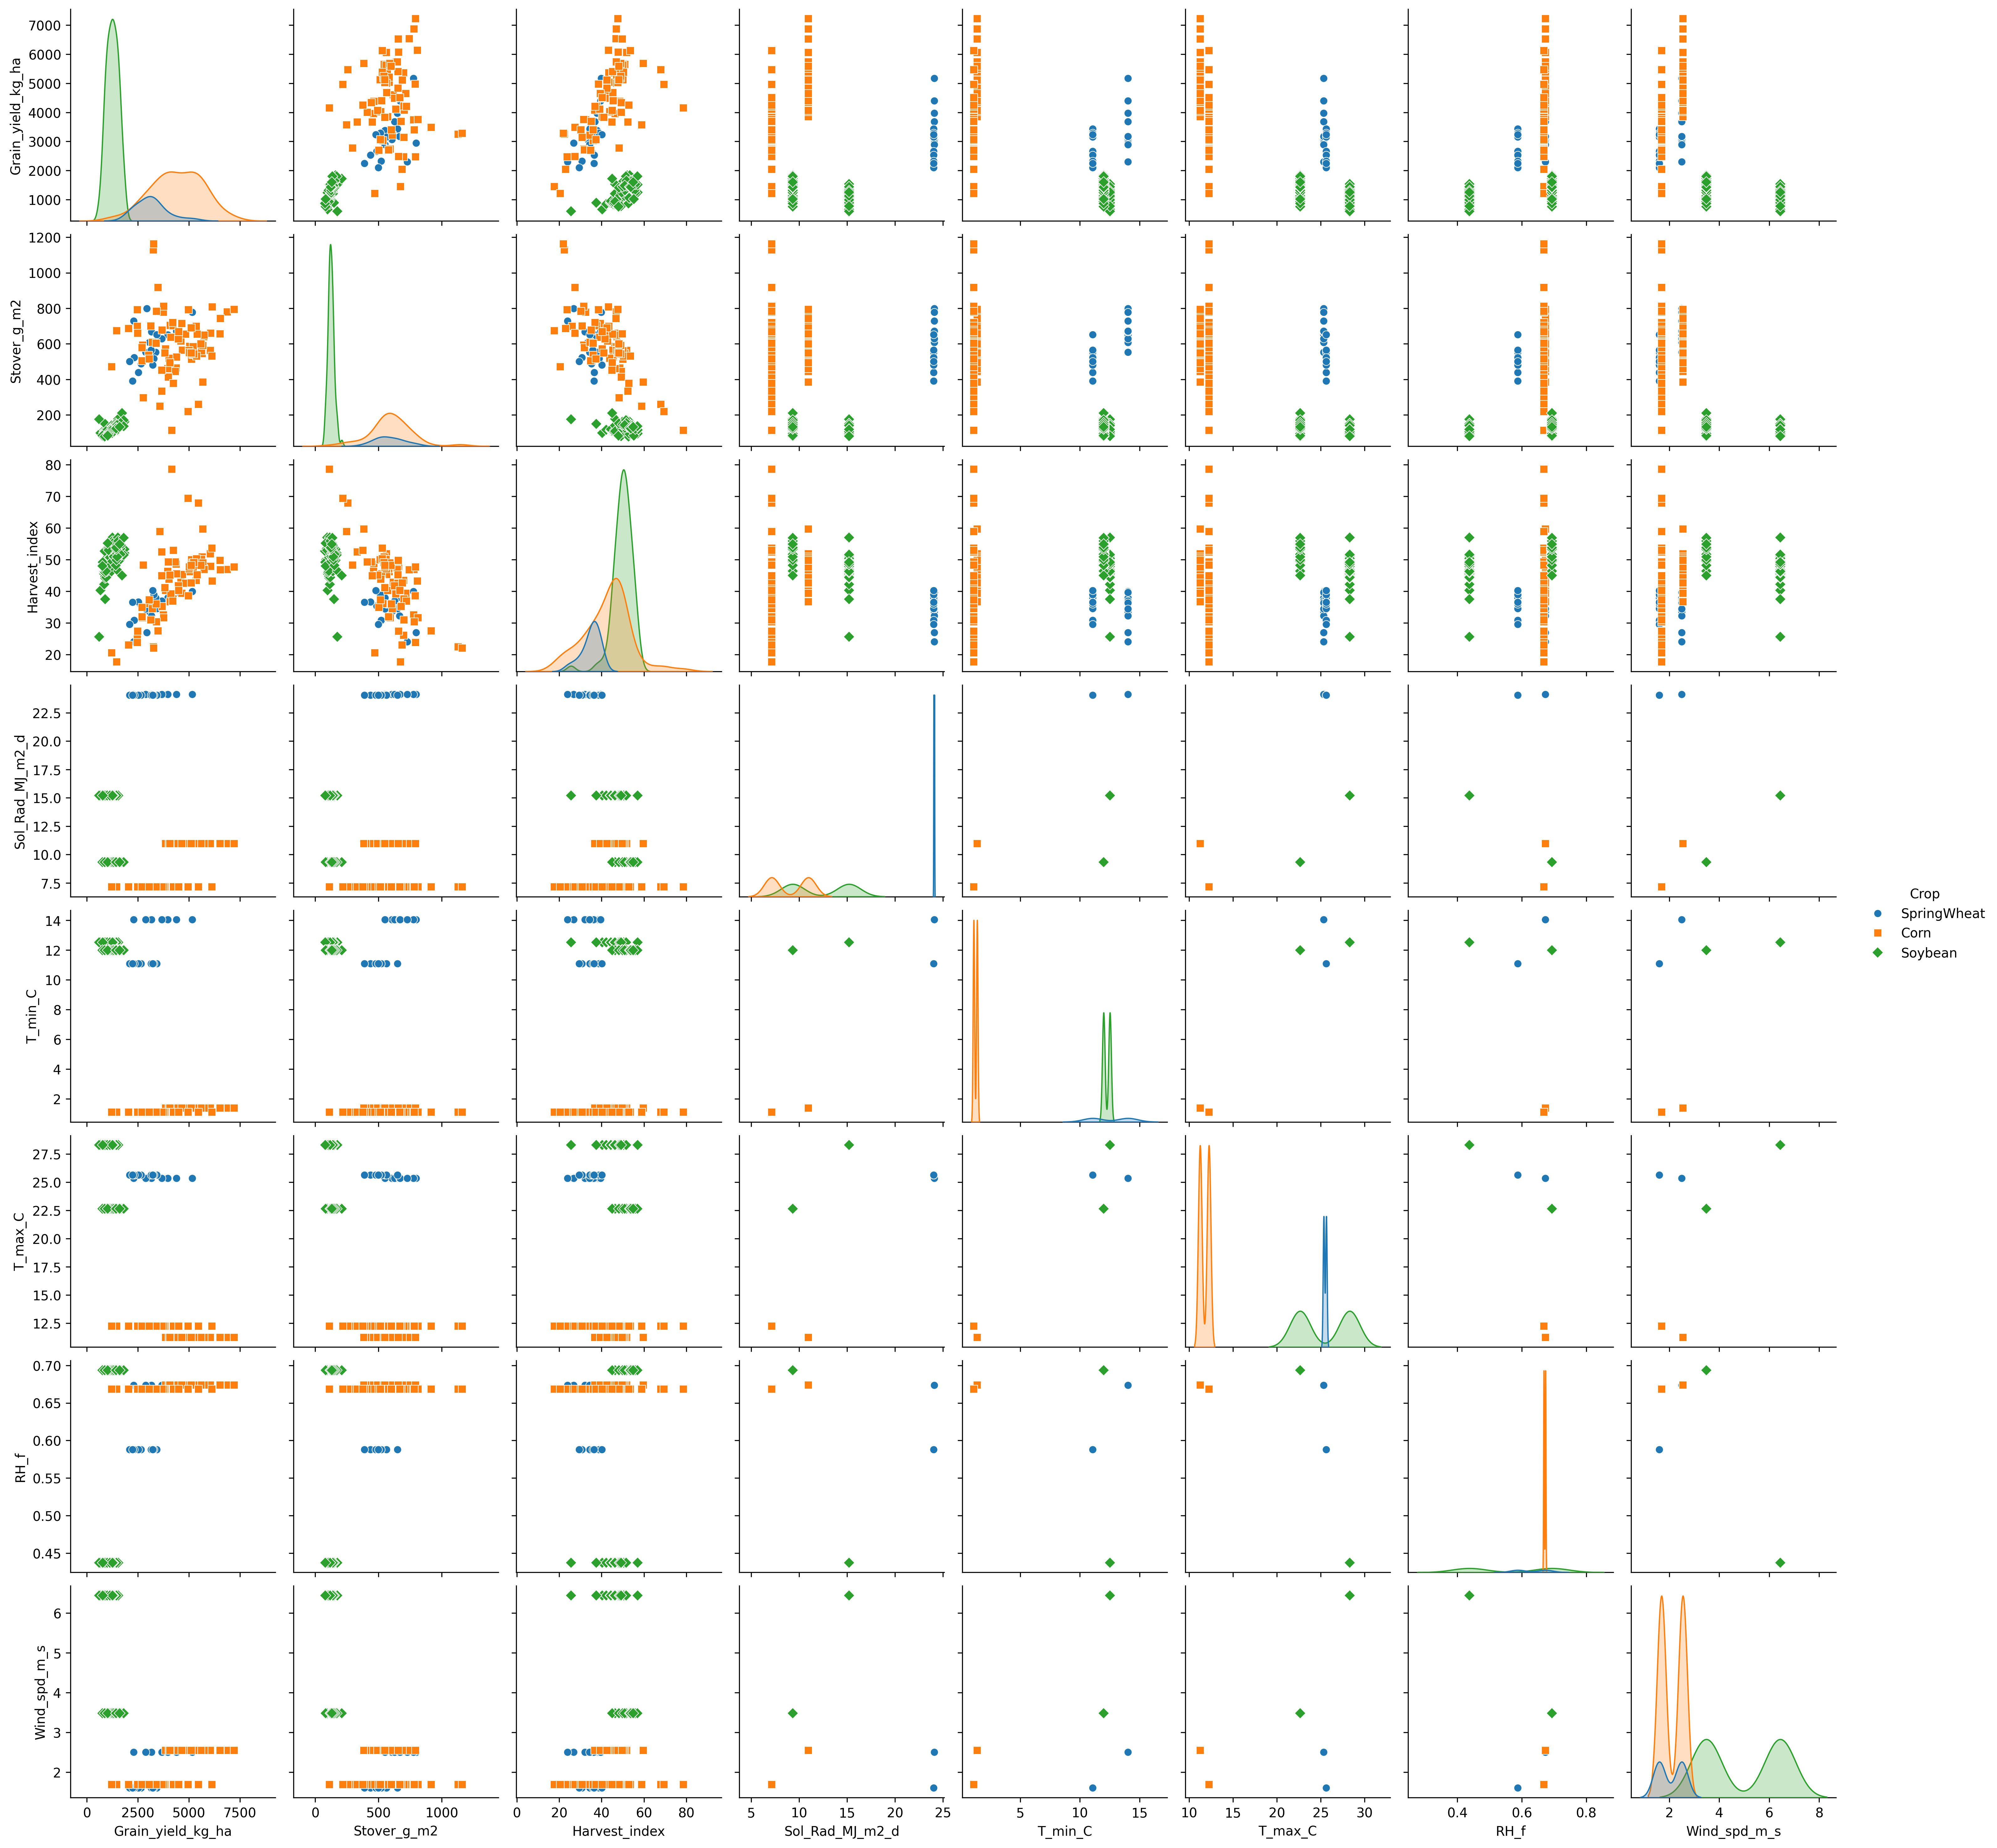 7000
6000
5000
4000
3000
2000
1000
Grain_yield_kg_ha
1200
1000
800
600
400
200
Stover_g_m2
80
70
60
50
40
30
20
Harvest_index
22.5
20.0
17.5
15.0
12.5
10.0
7.5
Sol_Rad_MJ_m2_d
Crop
SpringWheat
Corn
Soybean
14
12
10
8
6
4
2
T_min_C
27.5
25.0
22.5
20.0
17.5
15.0
12.5
T_max_C
0.70
0.65
0.60
0.55
0.50
0.45
RH_f
6
5
4
3
2
Wind_spd_m_s
0 2500 5000 7500
0 500 1000
0 20 40 60 80
5 10 15 20 25
5 10 15
10 15 20 25 30
0.4 0.6 0.8
2 4 6 8
Grain_yield_kg_ha
Stover_g_m2
Harvest_index
Sol_Rad_MJ_m2_d
T_min_C
T_max_C
RH_f
Wind_spd_m_s